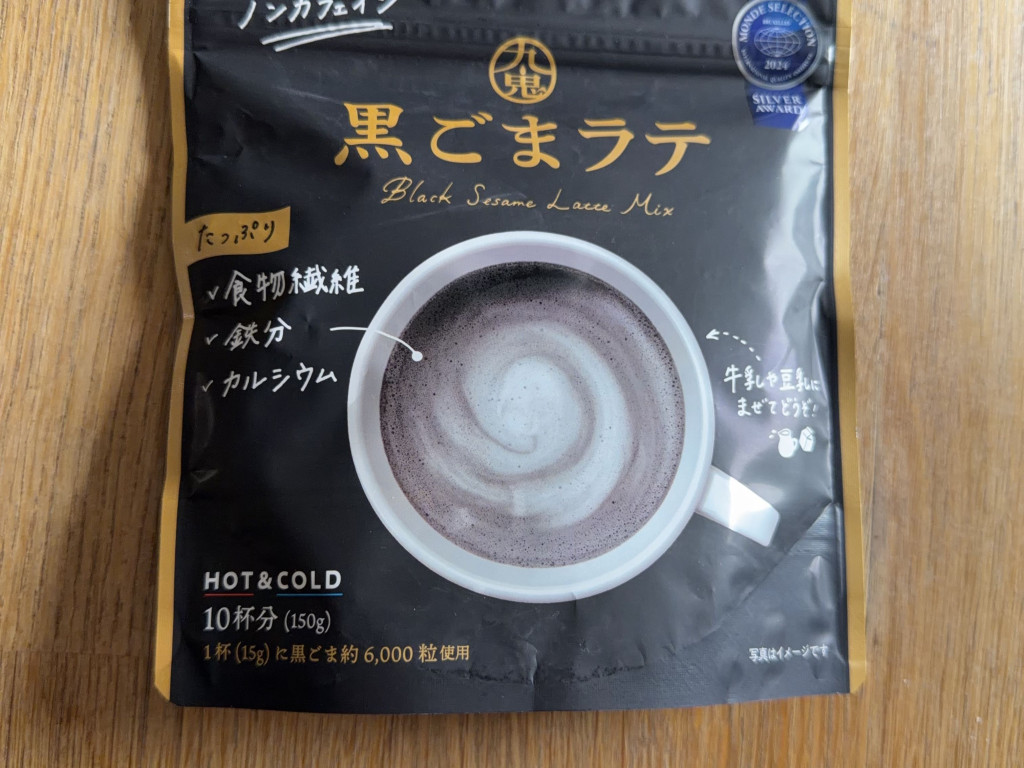 ノンカフェイン
MONDE SELECTION
2024
SILVER
AWARD
九鬼
黒ごまラテ
Black Sesame Latte Mix
たっぷり
✓食物繊維
✓鉄分
✓カルシウム
牛乳や豆乳に
まぜてどうぞ!
HOT&COLD
10杯分(150g)
1杯(15g)に黒ごま約6,000粒使用
写真はイメージです